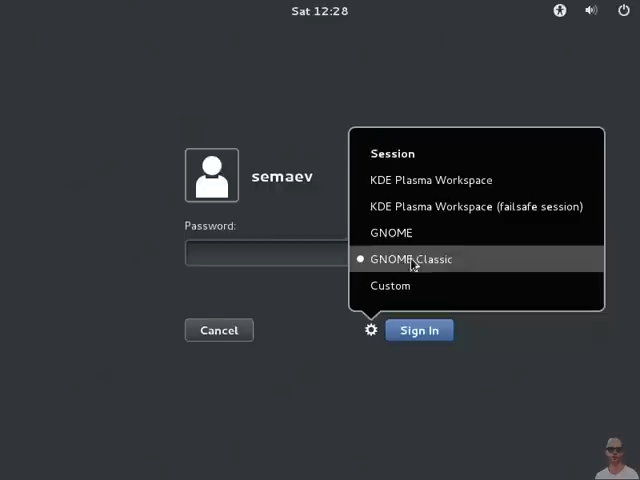 Sat 12:28
semaev
Password:
Session
KDE Plasma Workspace
KDE Plasma Workspace (failsafe session)
GNOME
GNOME Classic
Custom
Cancel
Sign In